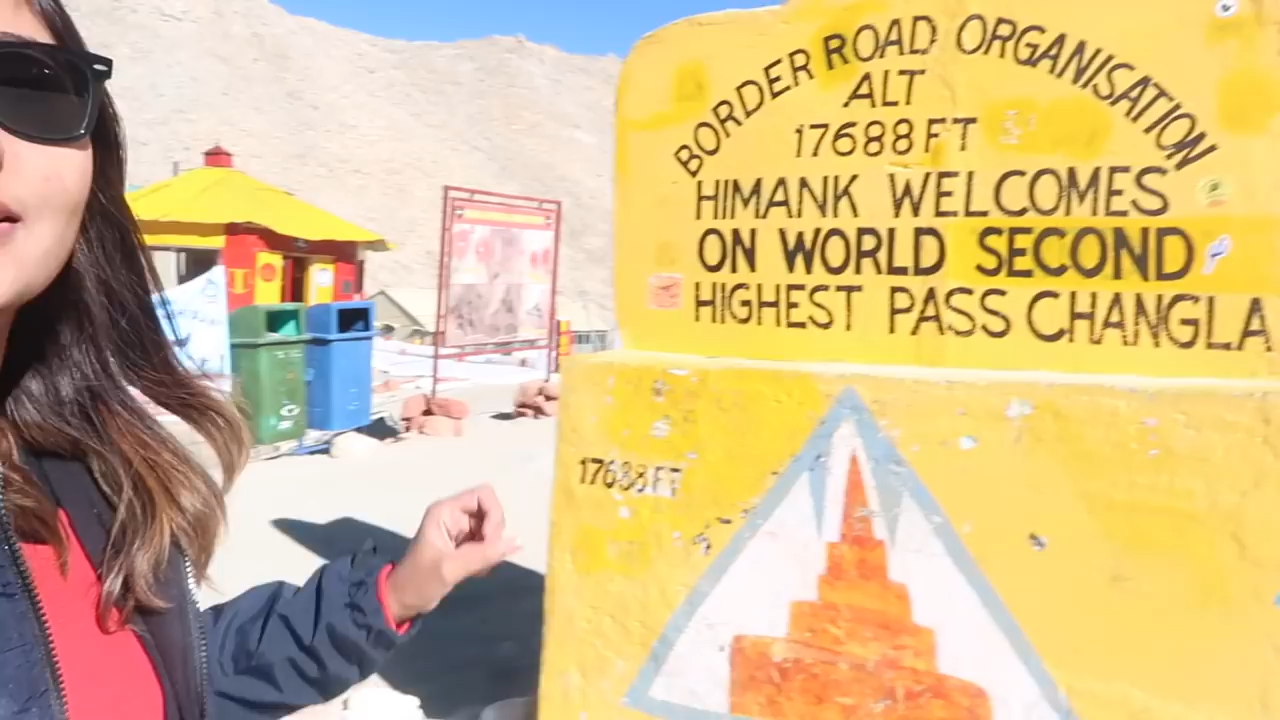 BORDER ROAD ORGANISATION
ALT
17688 FT
HIMANK WELCOMES
ON WORLD SECOND
HIGHEST PASS CHANGLA
17688 FT